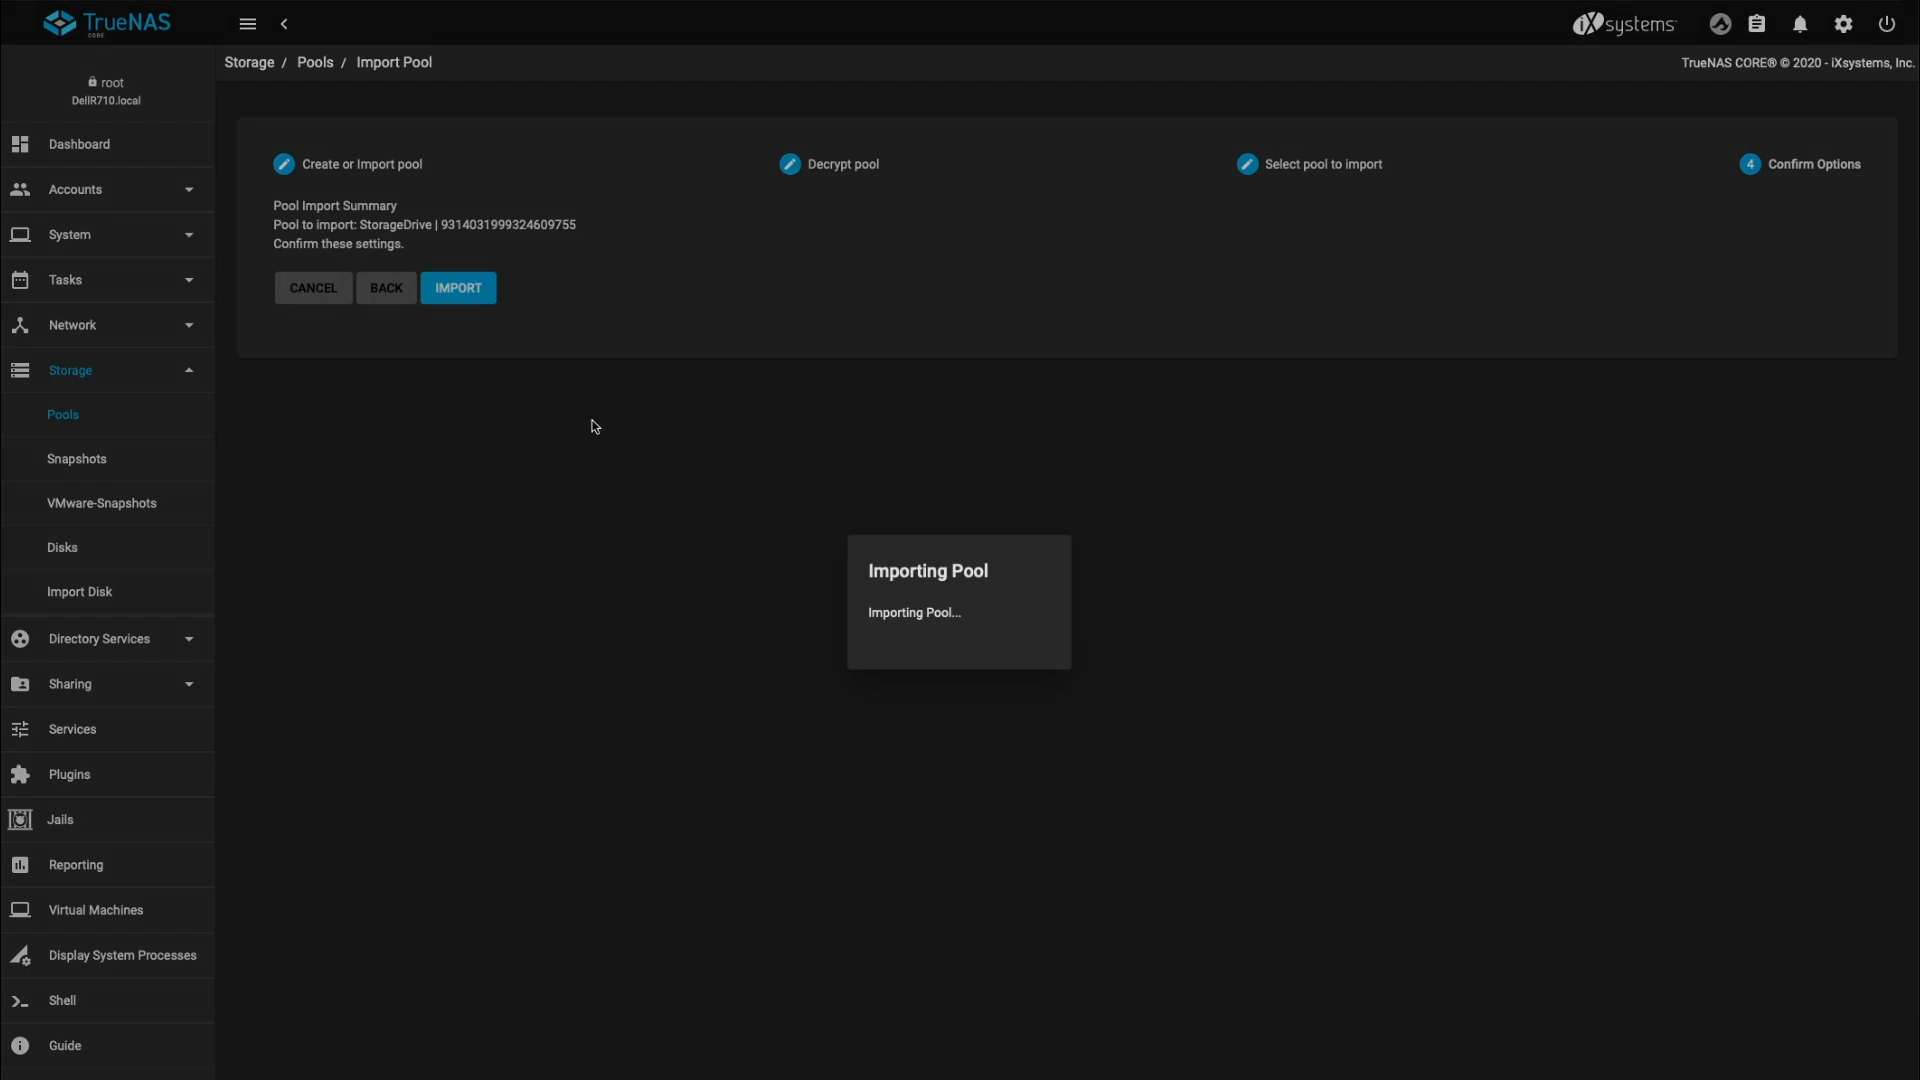 TrueNAS
CORE
iXsystems
Storage / Pools / Import Pool
TrueNAS CORE® © 2020 - iXsystems, Inc.
root
DellR710.local
Dashboard
Accounts
System
Tasks
Network
Storage
Pools
Snapshots
VMware-Snapshots
Disks
Import Disk
Directory Services
Sharing
Services
Plugins
Jails
Reporting
Virtual Machines
Display System Processes
Shell
Guide
Create or Import pool
Decrypt pool
Select pool to import
4 Confirm Options
Pool Import Summary
Pool to import: StorageDrive | 9314031999324609755
Confirm these settings.
CANCEL BACK IMPORT
Importing Pool
Importing Pool...